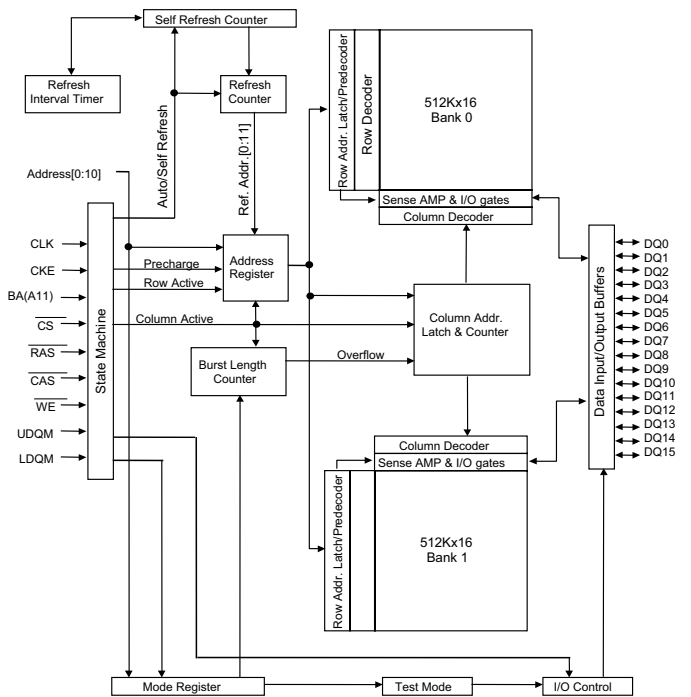 Self Refresh Counter
Refresh
Interval Timer
Refresh
Counter
Auto/Self Refresh
Ref. Addr.[0:11]
Row Addr. Latch/Predecoder
Row Decoder
512Kx16
Bank 0
Sense AMP & I/O gates
Column Decoder
Address[0:10]
CLK
CKE
BA(A11)
CS
RAS
CAS
WE
UDQM
LDQM
State Machine
Precharge
Row Active
Column Active
Address
Register
Burst Length
Counter
Overflow
Column Addr.
Latch & Counter
Data Input/Output Buffers
DQ0
DQ1
DQ2
DQ3
DQ4
DQ5
DQ6
DQ7
DQ8
DQ9
DQ10
DQ11
DQ12
DQ13
DQ14
DQ15
Column Decoder
Sense AMP & I/O gates
Row Addr. Latch/Predecoder
512Kx16
Bank 1
Mode Register
Test Mode
I/O Control